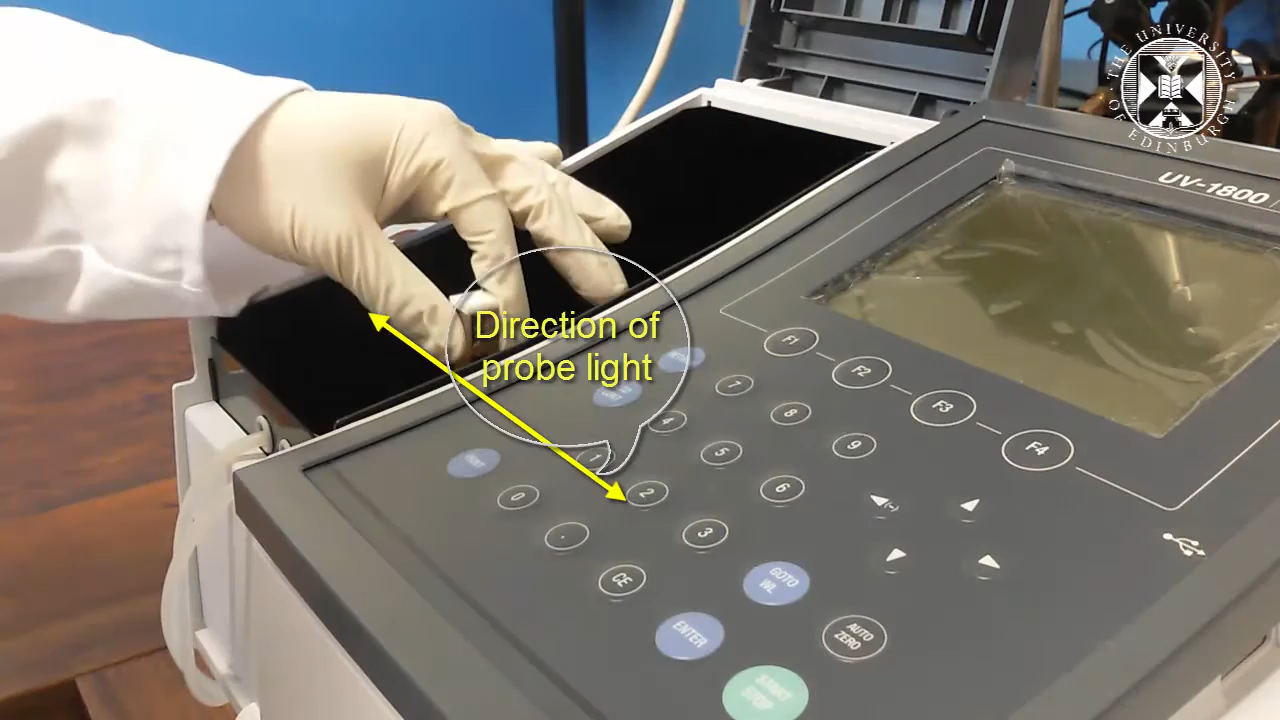 THE UNIVERSITY
OF EDINBURGH
UV-1800
Direction of
probe light
F1
F2
F3
F4
7
8
9
4
5
6
1
2
3
0
.
CE
(-)
GOTO
WL
ENTER
AUTO
ZERO
START
STOP